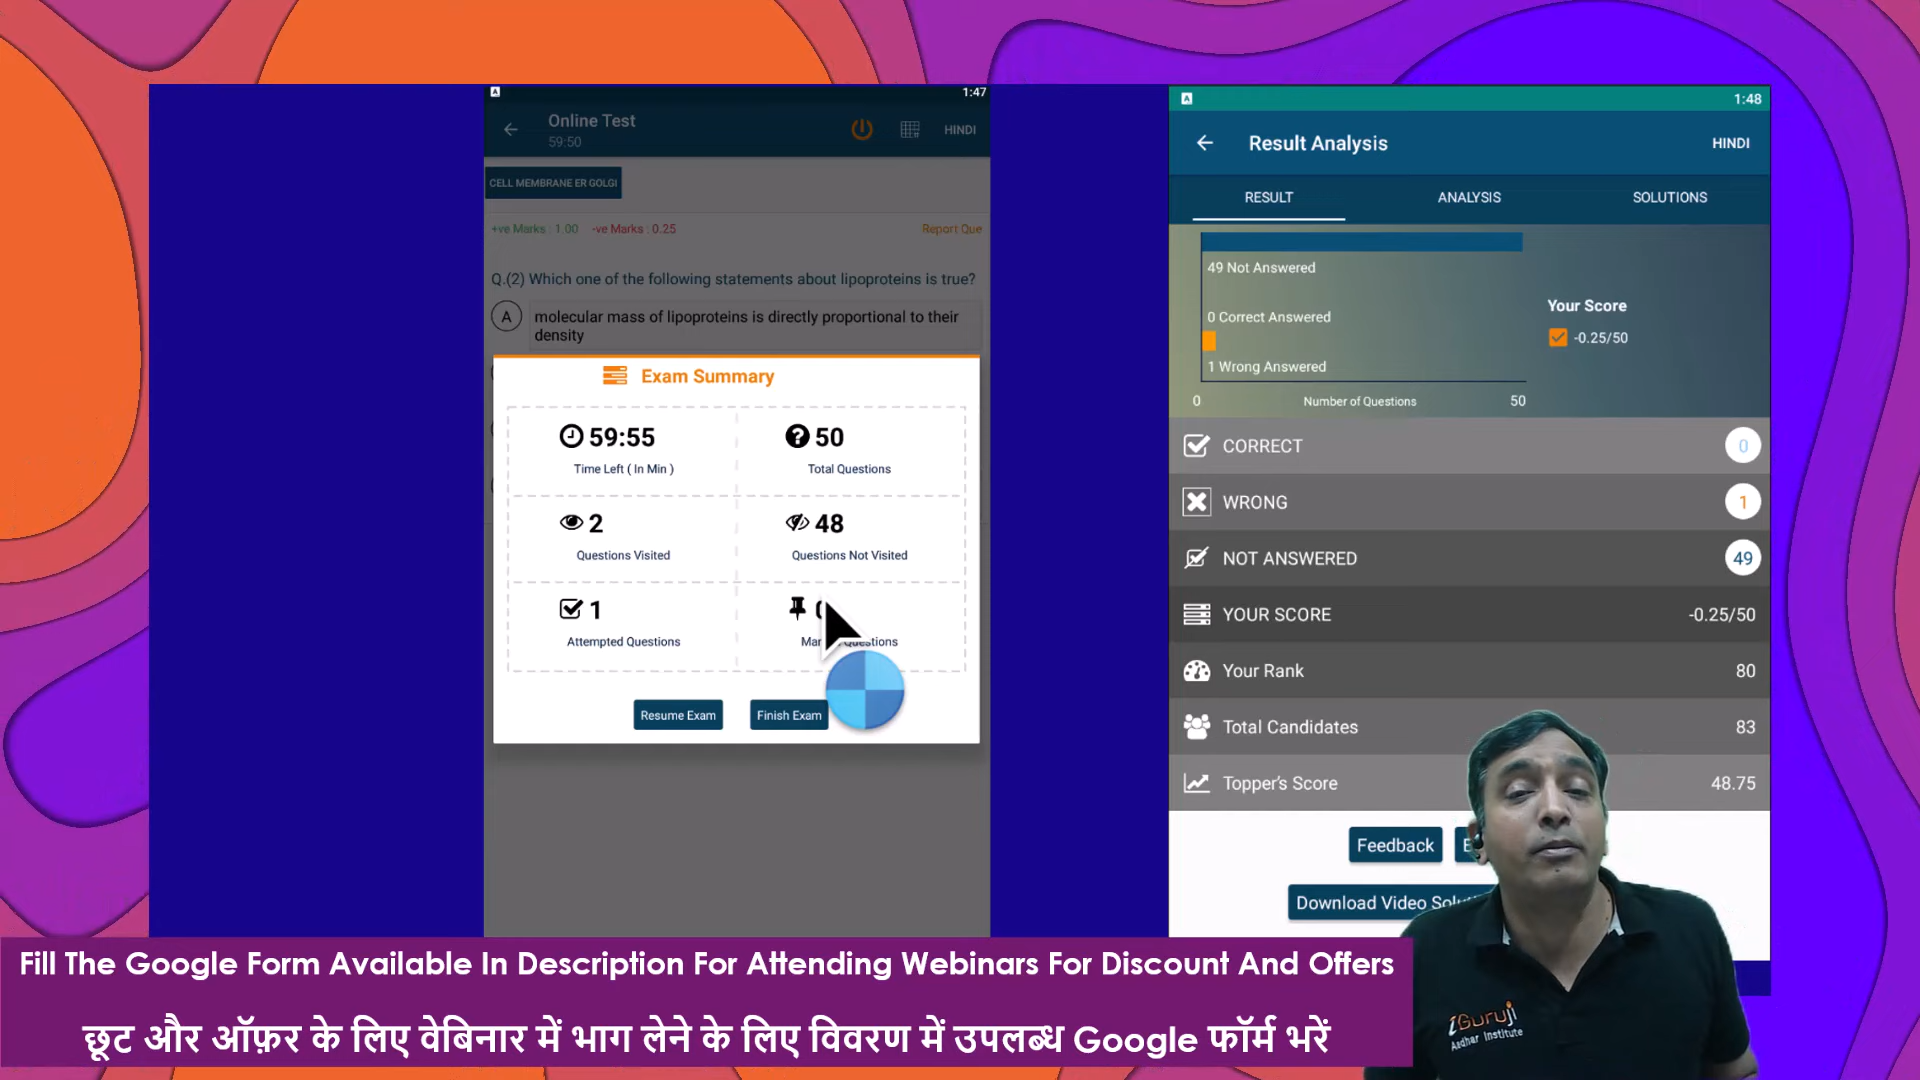 1:47
Online Test
59:50
HINDI
CELL MEMBRANE ER GOLGI
+ve Marks : 1.00 -ve Marks : 0.25 Report Que
Q.(2) Which one of the following statements about lipoproteins is true?
A molecular mass of lipoproteins is directly proportional to their
density
Exam Summary
59:55
Time Left ( In Min )
50
Total Questions
2
Questions Visited
48
Questions Not Visited
1
Attempted Questions
Questions
Resume Exam
Finish Exam
1:48
Result Analysis
HINDI
RESULT ANALYSIS SOLUTIONS
49 Not Answered
0 Correct Answered
1 Wrong Answered
0 Number of Questions 50
Your Score
-0.25/50
CORRECT 0
WRONG 1
NOT ANSWERED 49
YOUR SCORE -0.25/50
Your Rank 80
Total Candidates 83
Topper's Score 48.75
Feedback
Download Video
iGuruji
Aadhar Institute
Fill The Google Form Available In Description For Attending Webinars For Discount And Offers
छूट और ऑफ़र के लिए वेबिनार में भाग लेने के लिए विवरण में उपलब्ध Google फॉर्म भरें